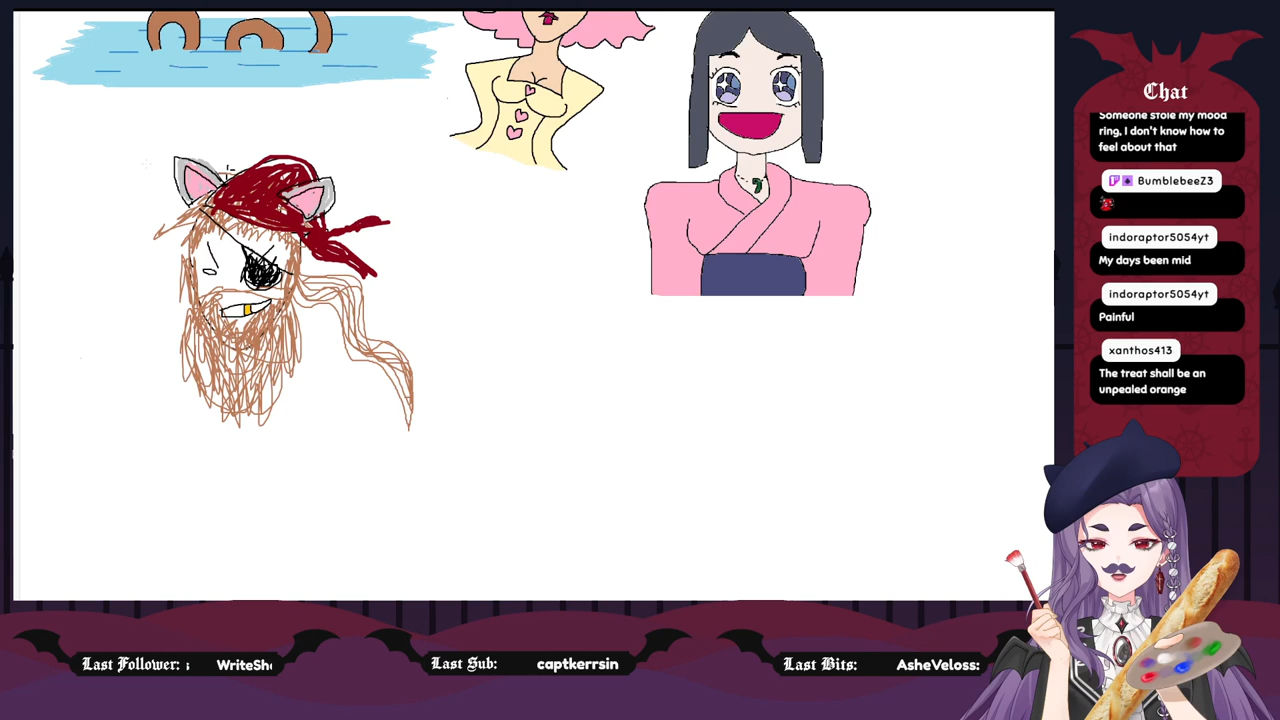 Chat
Someone stole my mood
ring, I don't know how to
feel about that
BumblebeeZ3
indoraptor5054yt
My days been mid
indoraptor5054yt
Painful
xanthos413
The treat shall be an
unpealed orange
Last Follower: ; WriteSh
Last Sub: captkerrsin
Last Bits: AsheVeloss: